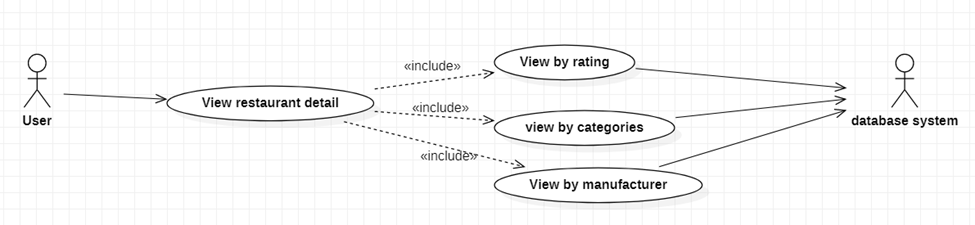 View by rating
«include»
View restaurant detail
«include»
User
database system
view by categories
«include»
View by manufacturer